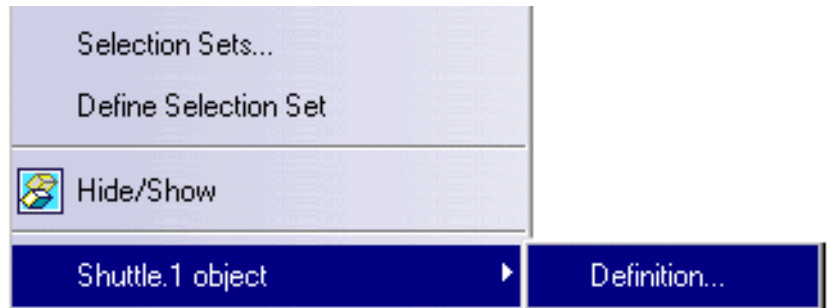 Selection Sets...
Define Selection Set
Hide/Show
Shuttle.1 object
Definition...